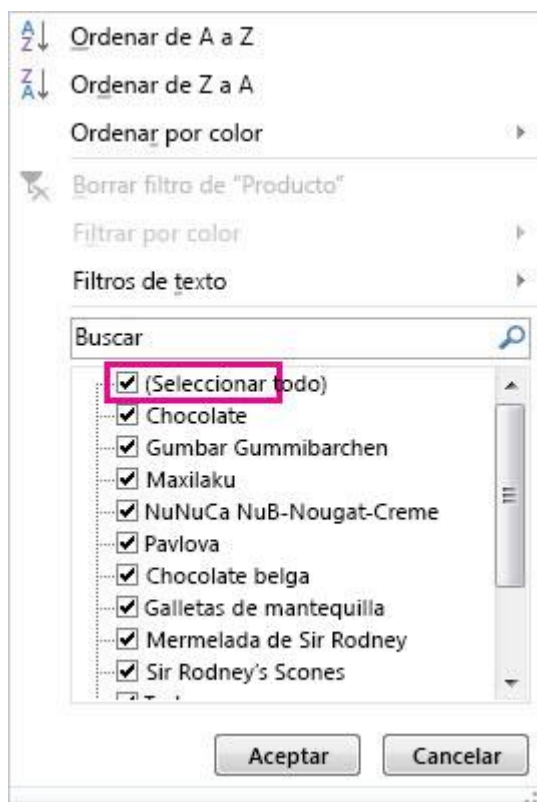 Ordenar de A a Z
Ordenar de Z a A
Ordenar por color
Borrar filtro de "Producto"
Filtrar por color
Filtros de texto
Buscar
(Seleccionar todo)
Chocolate
Gumbar Gummibarchen
Maxilaku
NuNuCa NuB-Nougat-Creme
Pavlova
Chocolate belga
Galletas de mantequilla
Mermelada de Sir Rodney
Sir Rodney's Scones
Aceptar Cancelar